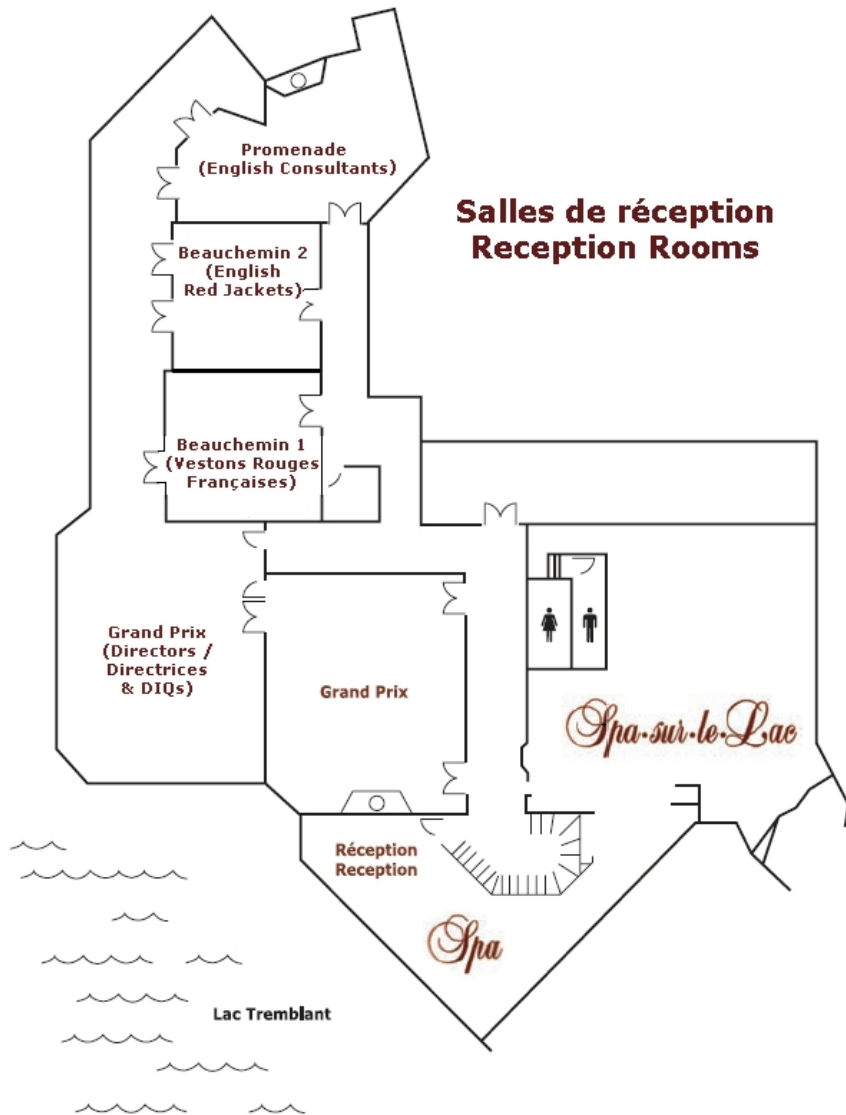 Promenade
(English Consultants)
Salles de réception
Reception Rooms
Beauchemin 2
(English
Red Jackets)
Beauchemin 1
(Vestons Rouges
Françaises)
Grand Prix
(Directors /
Directrices
& DIQs)
Grand Prix
Spa-sur-le-Lac
Réception
Reception
Spa
Lac Tremblant